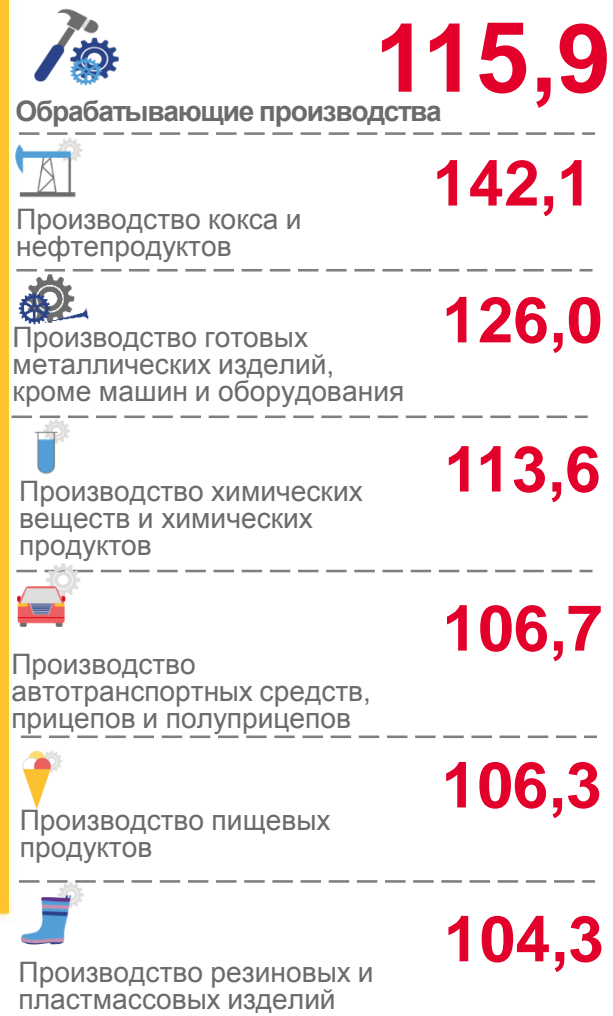 115,9
Обрабатывающие производства
142,1
Производство кокса и
нефтепродуктов
126,0
Производство готовых
металлических изделий,
кроме машин и оборудования
113,6
Производство химических
веществ и химических
продуктов
106,7
Производство
автотранспортных средств,
прицепов и полуприцепов
106,3
Производство пищевых
продуктов
104,3
Производство резиновых и
пластмассовых изделий